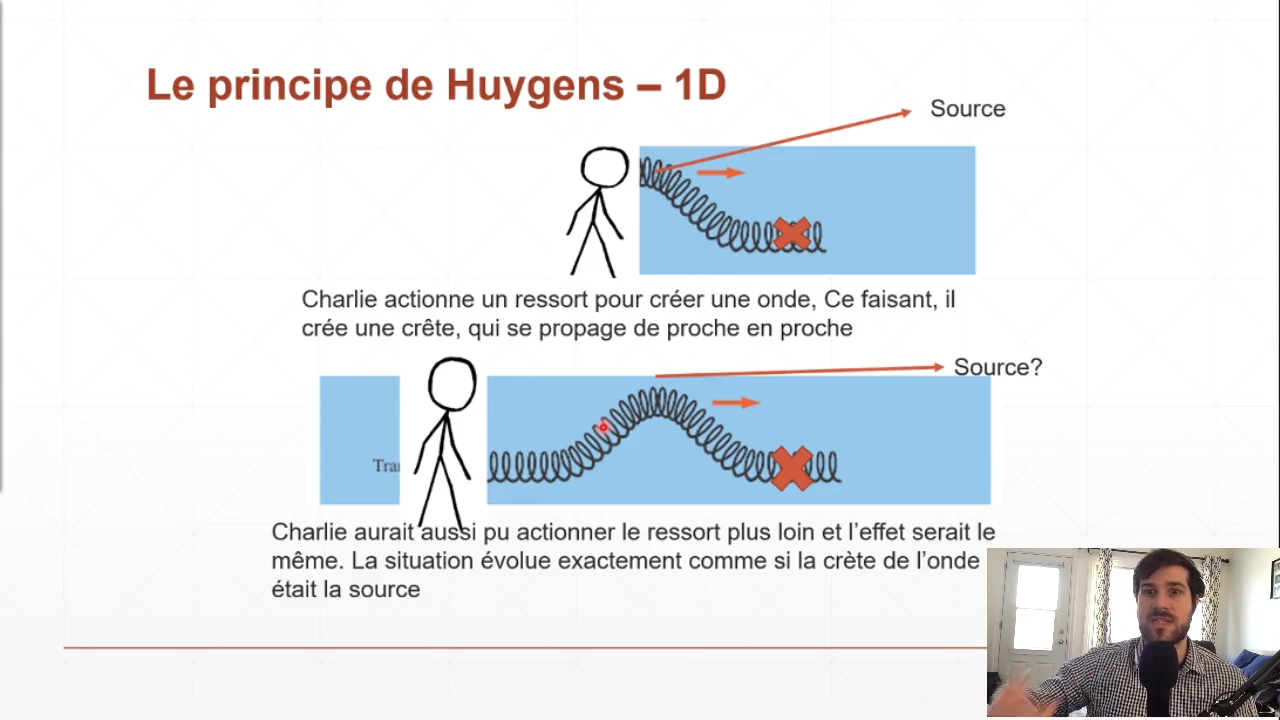 Le principe de Huygens – 1D
Source
Charlie actionne un ressort pour créer une onde, Ce faisant, il
crée une crête, qui se propage de proche en proche
Source?
Tra
Charlie aurait aussi pu actionner le ressort plus loin et l’effet serait le
même. La situation évolue exactement comme si la crète de l’onde
était la source